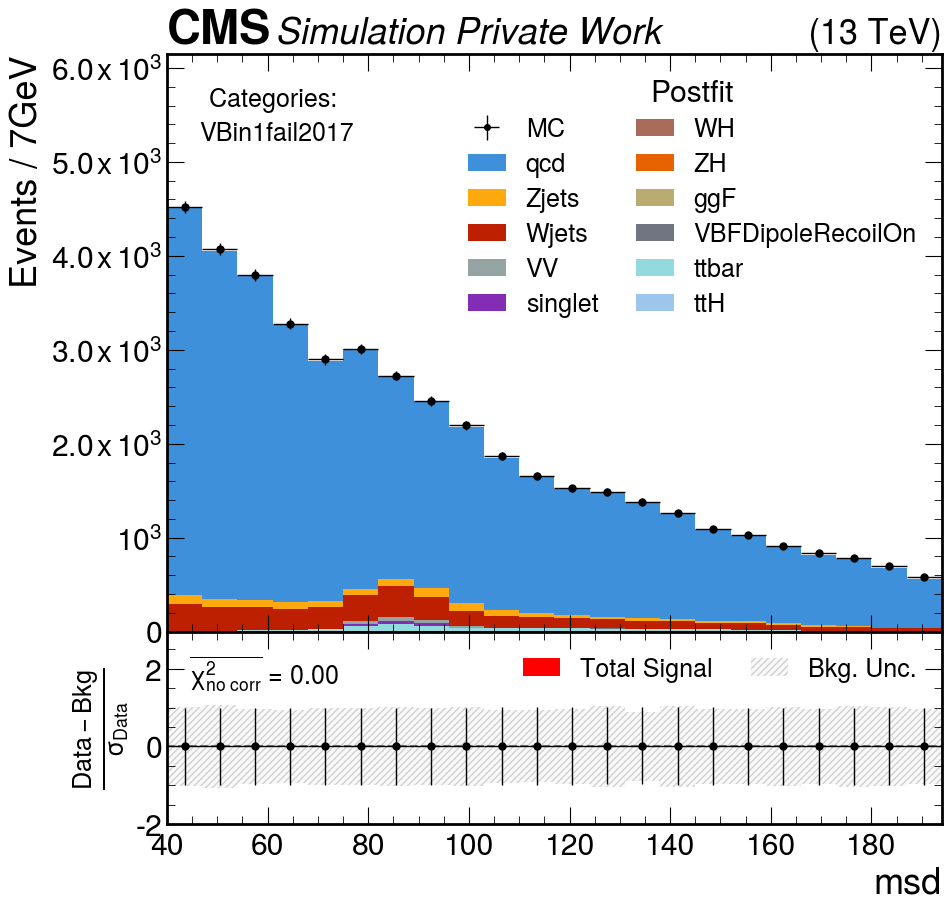 CMS Simulation Private Work (13 TeV)
Events / 7GeV
6.0 x 10³
5.0 x 10³
4.0 x 10³
3.0 x 10³
2.0 x 10³
10³
0
Categories:
VBin1fail2017
Postfit
MC
qcd
Zjets
Wjets
VV
singlet
WH
ZH
ggF
VBFDipoleRecoilOn
ttbar
ttH
Data – Bkg
σData
2
0
-2
χ² no corr = 0.00
Total Signal
Bkg. Unc.
40 60 80 100 120 140 160 180
msd